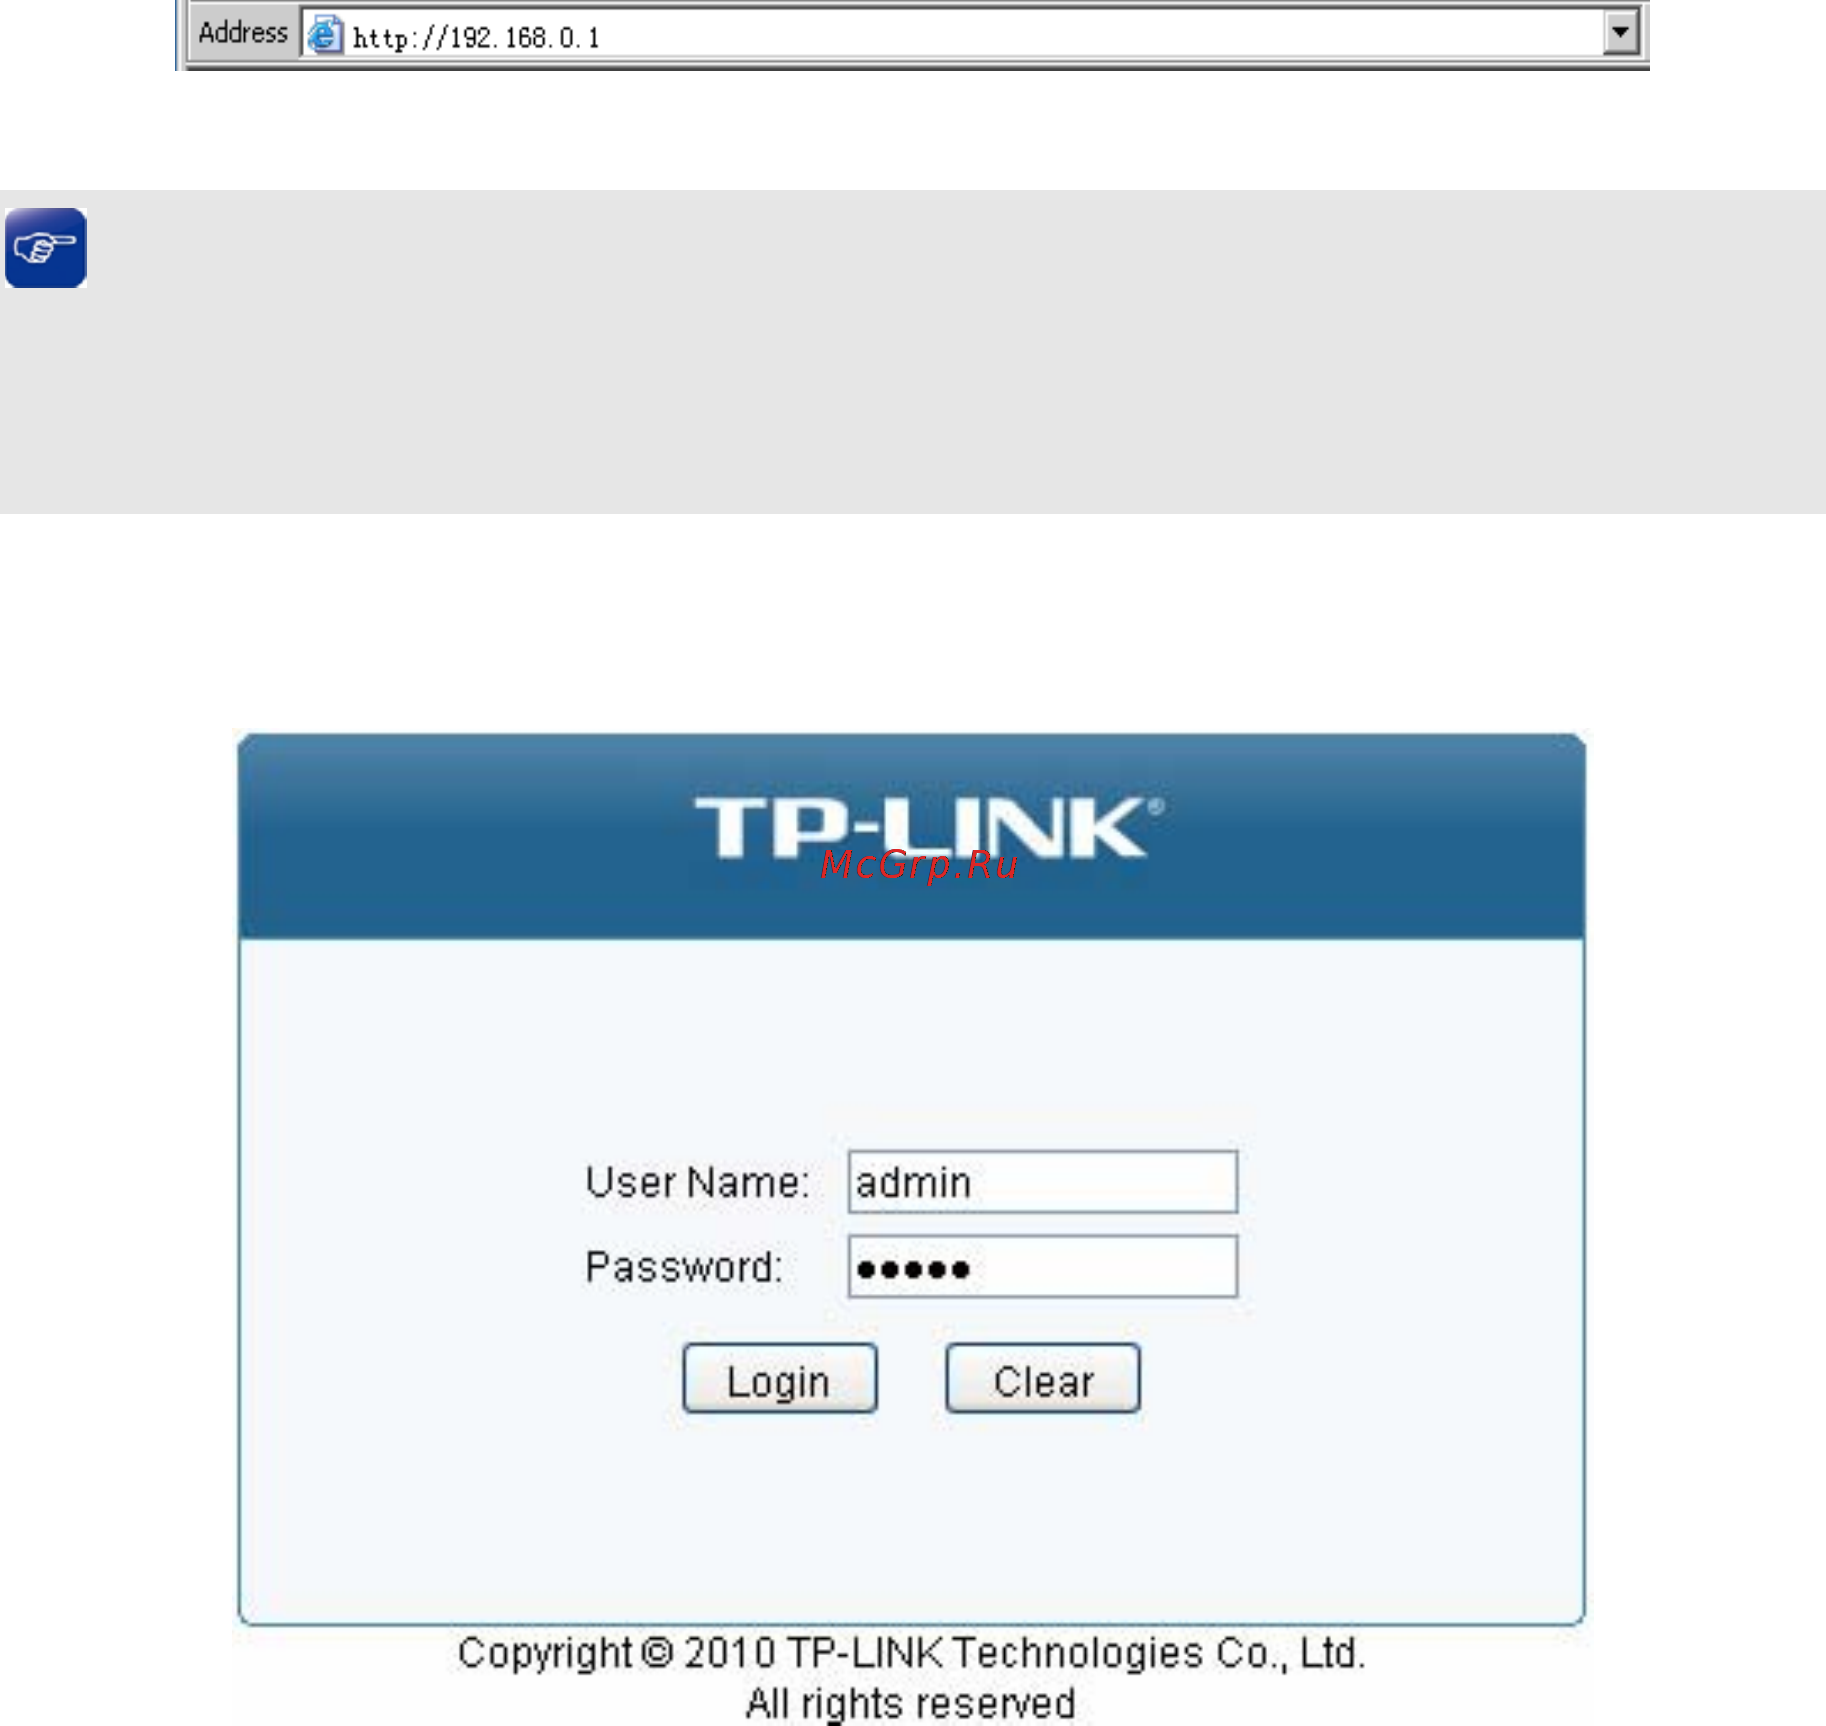 Address http://192.168.0.1
TP-LINK®
McGrp.Ru
User Name: admin
Password: •••••
Login Clear
Copyright © 2010 TP-LINK Technologies Co., Ltd.
All rights reserved